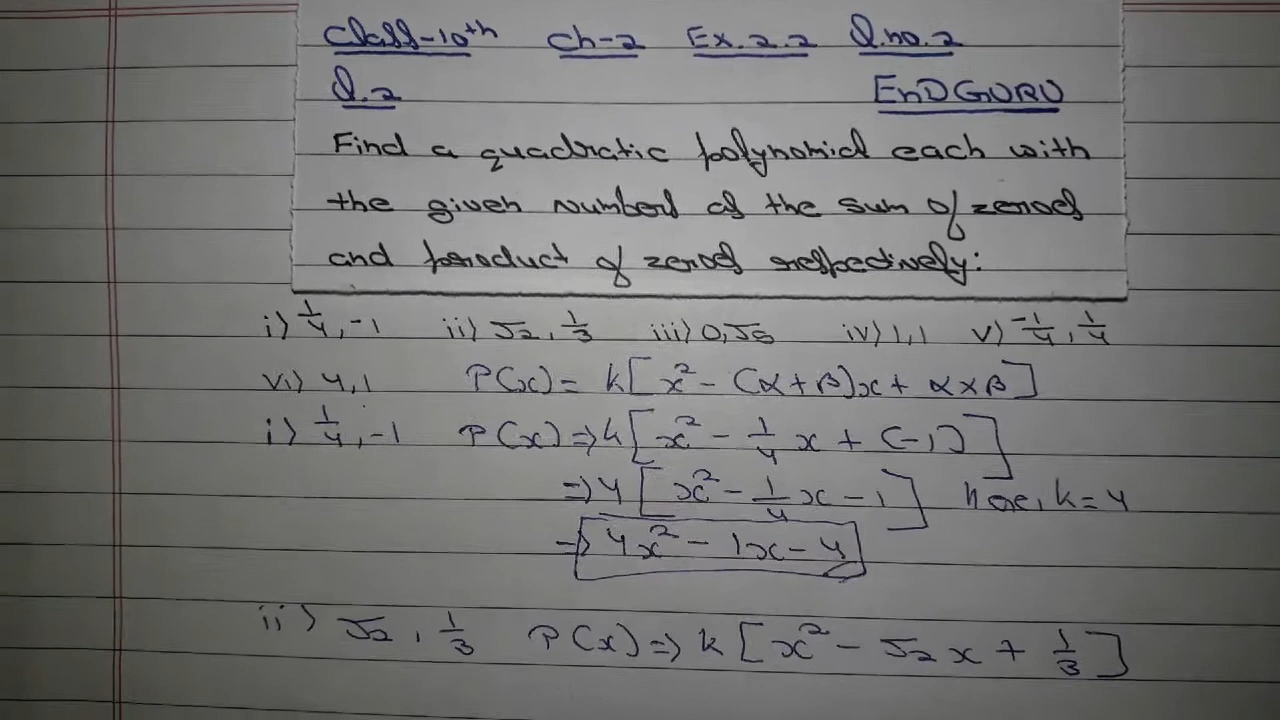 Class-10th Ch-2 Ex.2.2 Q.no.2
Q.2 EnD GURU
Find a quadratic polynomial each with
the given numbers as the sum of zeroes
and product of zeroes respectively:
i) 1/4, -1 ii) √2, 1/3 iii) 0, √5 iv) 1, 1 v) -1/4, 1/4
vi) 4, 1 P(x) = k[x² - (α+β)x + α×β]
i) 1/4, -1 P(x) ⇒ k[x² - 1/4 x + (-1)]
⇒ 4[x² - 1/4 x - 1] here, k = 4
⇒ 4x² - 1x - 4
ii) √2, 1/3 P(x) ⇒ k[x² - √2 x + 1/3]